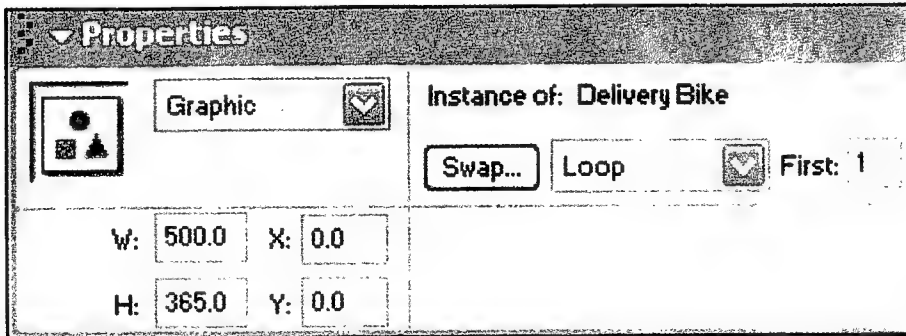 Properties
Graphic
Instance of: Delivery Bike
Swap... Loop First: 1
W: 500.0 X: 0.0
H: 365.0 Y: 0.0